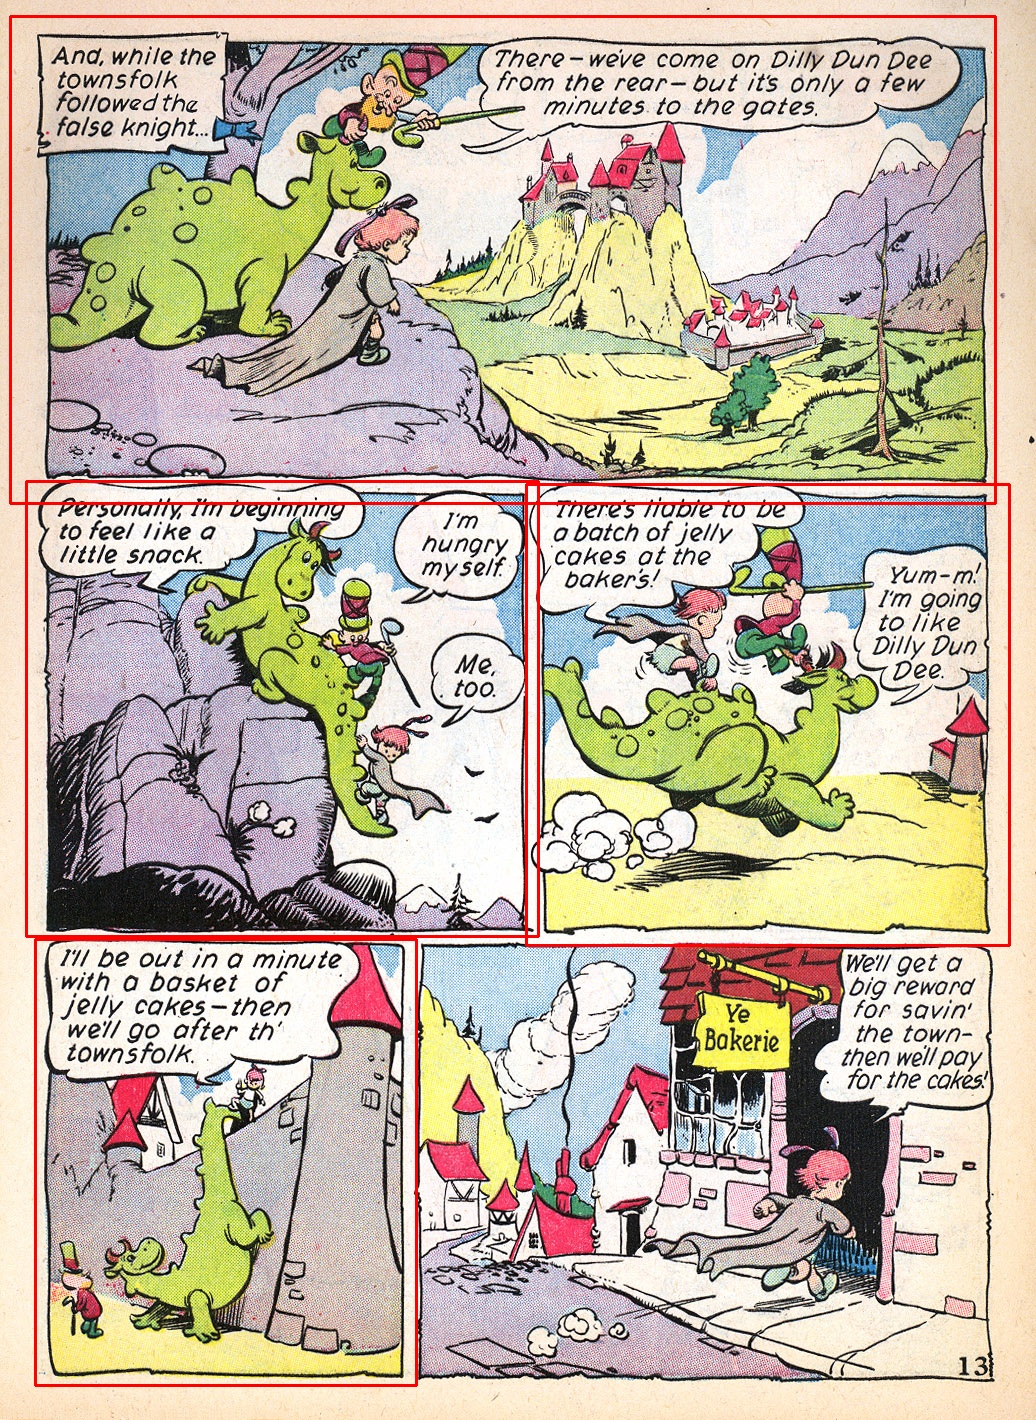 And, while the
townsfolk
followed the
false knight...
There - we've come on Dilly Dun Dee
from the rear - but it's only a few
minutes to the gates.
Personally, I'm beginning
to feel like a
little snack.
I'm
hungry
myself.
Me,
too.
There's liable to be
a batch of jelly
cakes at the
baker's!
Yum-m!
I'm going
to like
Dilly Dun
Dee.
I'll be out in a minute
with a basket of
jelly cakes - then
we'll go after th'
townsfolk.
Ye
Bakerie
We'll get a
big reward
for savin'
the town -
then we'll pay
for the cakes!
13